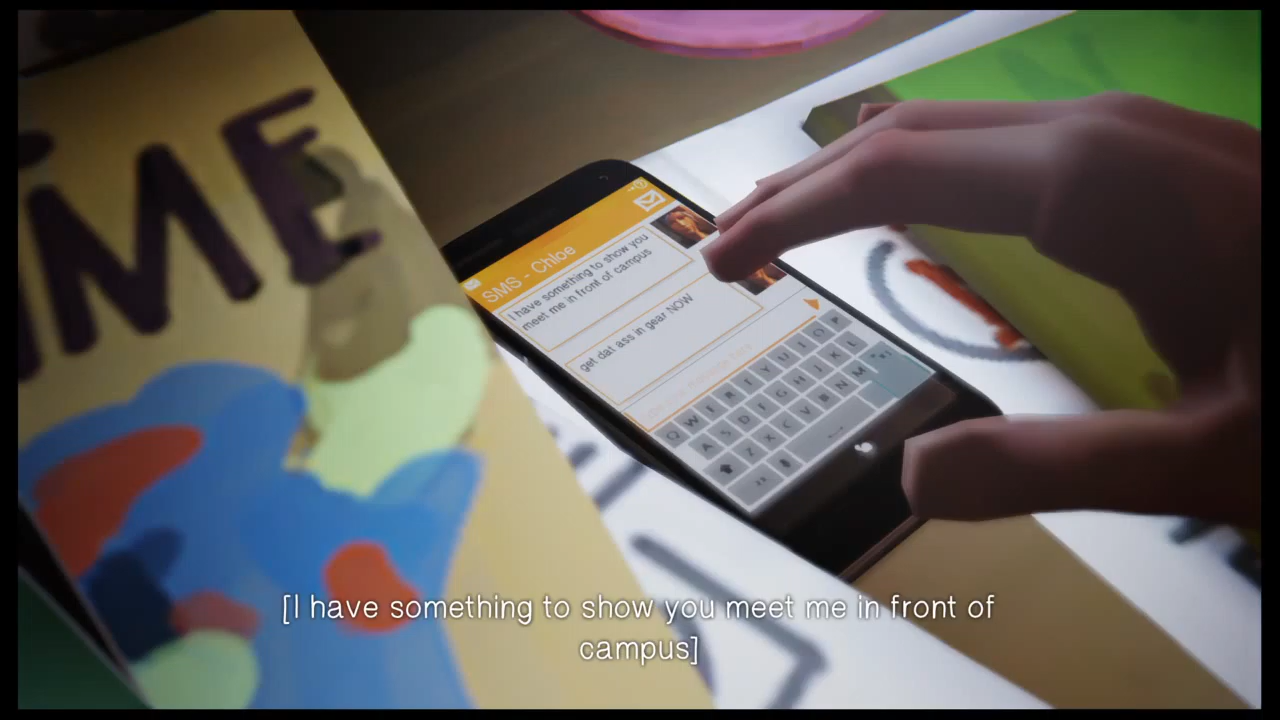 IME
SMS - Chloe
I have something to show you
meet me in front of campus
get dat ass in gear NOW
Q W E R T Y U I O P
A S D F G H J K L
Z X C V B N M
[I have something to show you meet me in front of
campus]